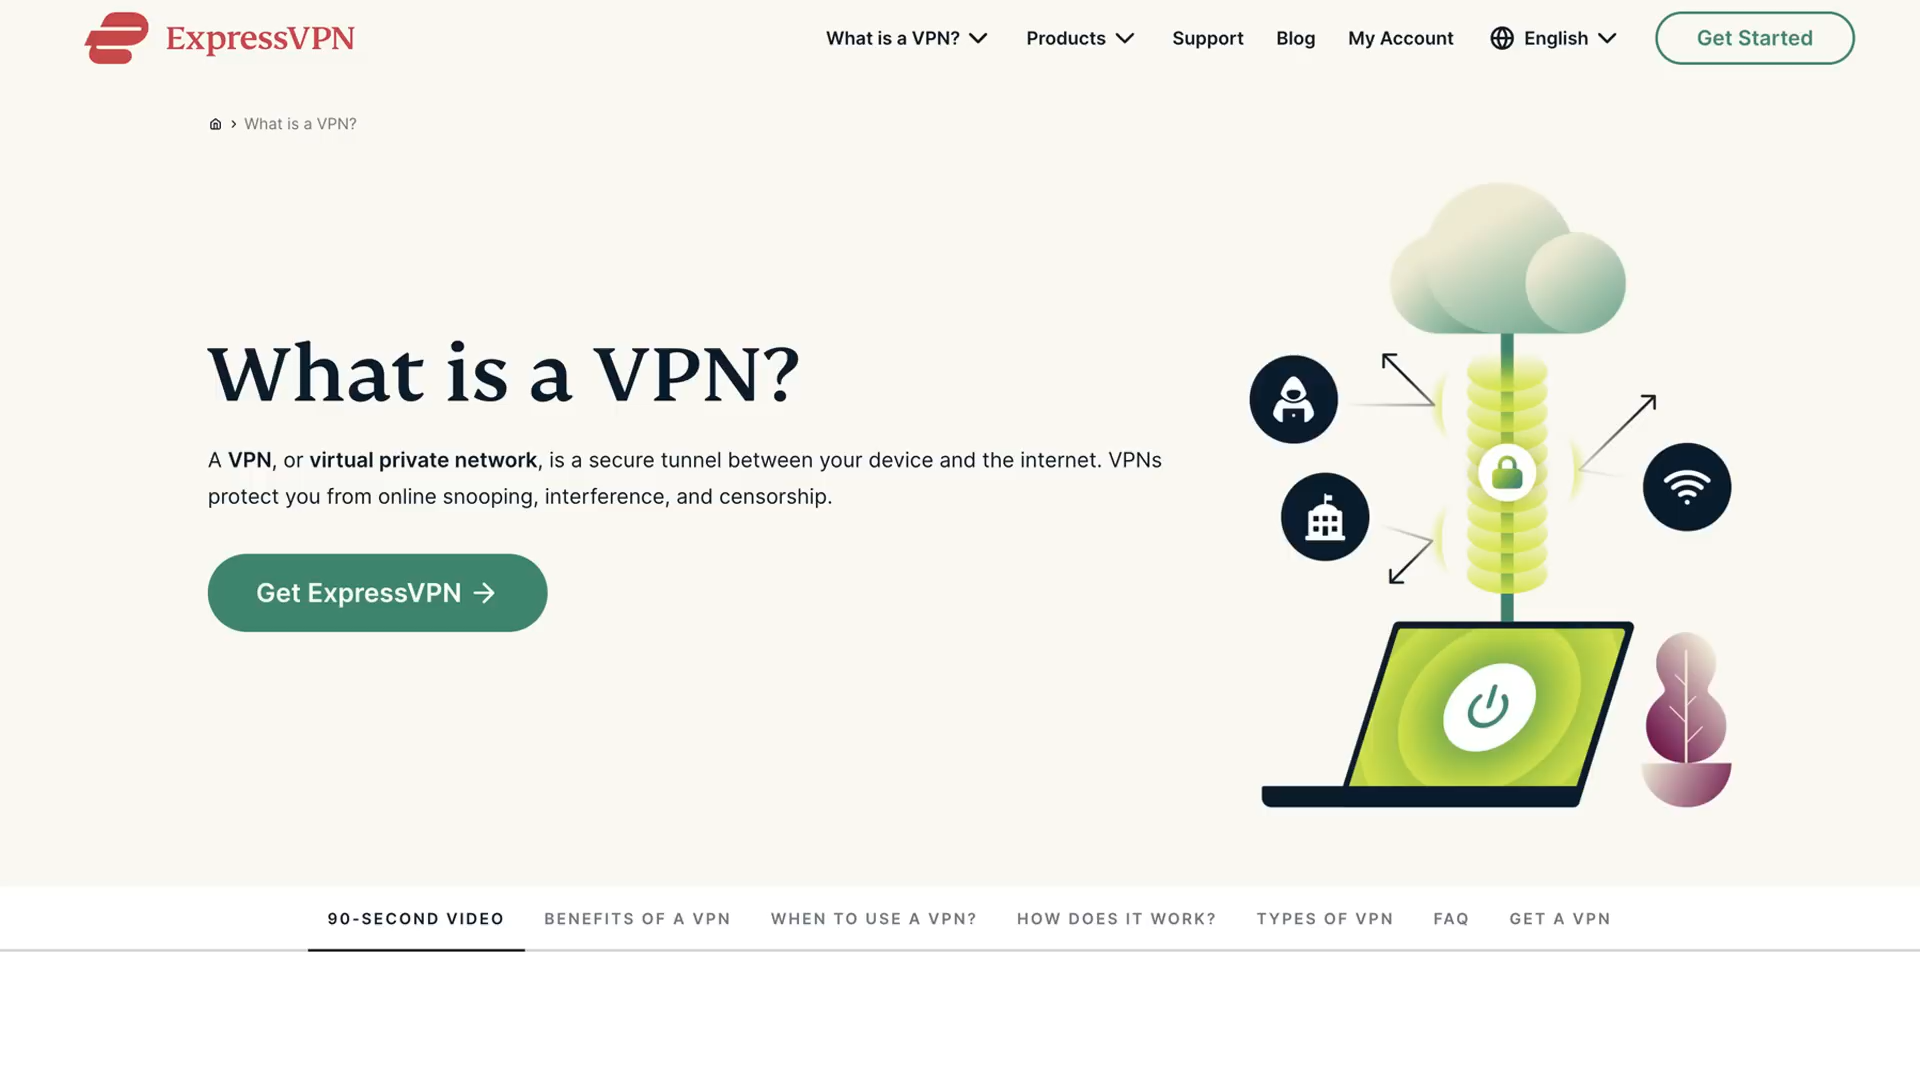 ExpressVPN
What is a VPN?
Products
Support
Blog
My Account
English
Get Started
What is a VPN?
What is a VPN?
A VPN, or virtual private network, is a secure tunnel between your device and the internet. VPNs
protect you from online snooping, interference, and censorship.
Get ExpressVPN
90-SECOND VIDEO
BENEFITS OF A VPN
WHEN TO USE A VPN?
HOW DOES IT WORK?
TYPES OF VPN
FAQ
GET A VPN